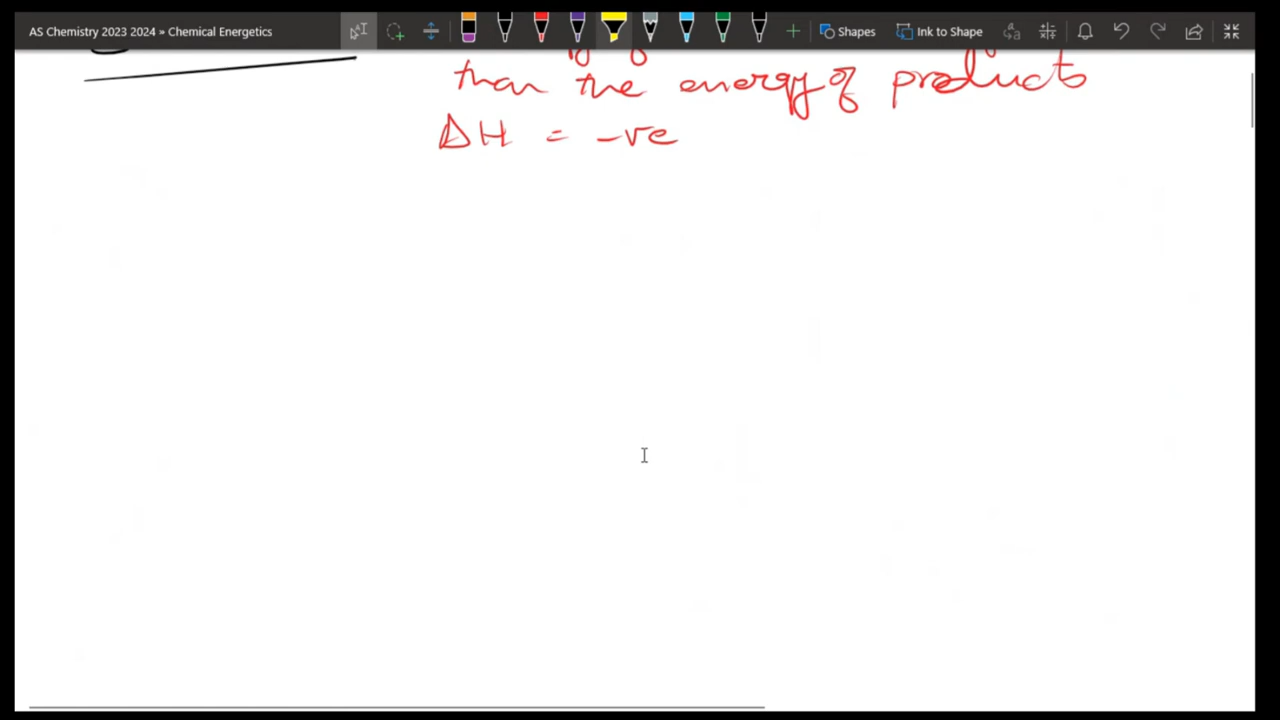 AS Chemistry 2023 2024 » Chemical Energetics
Shapes
Ink to Shape
than the energy of products
ΔH = -ve